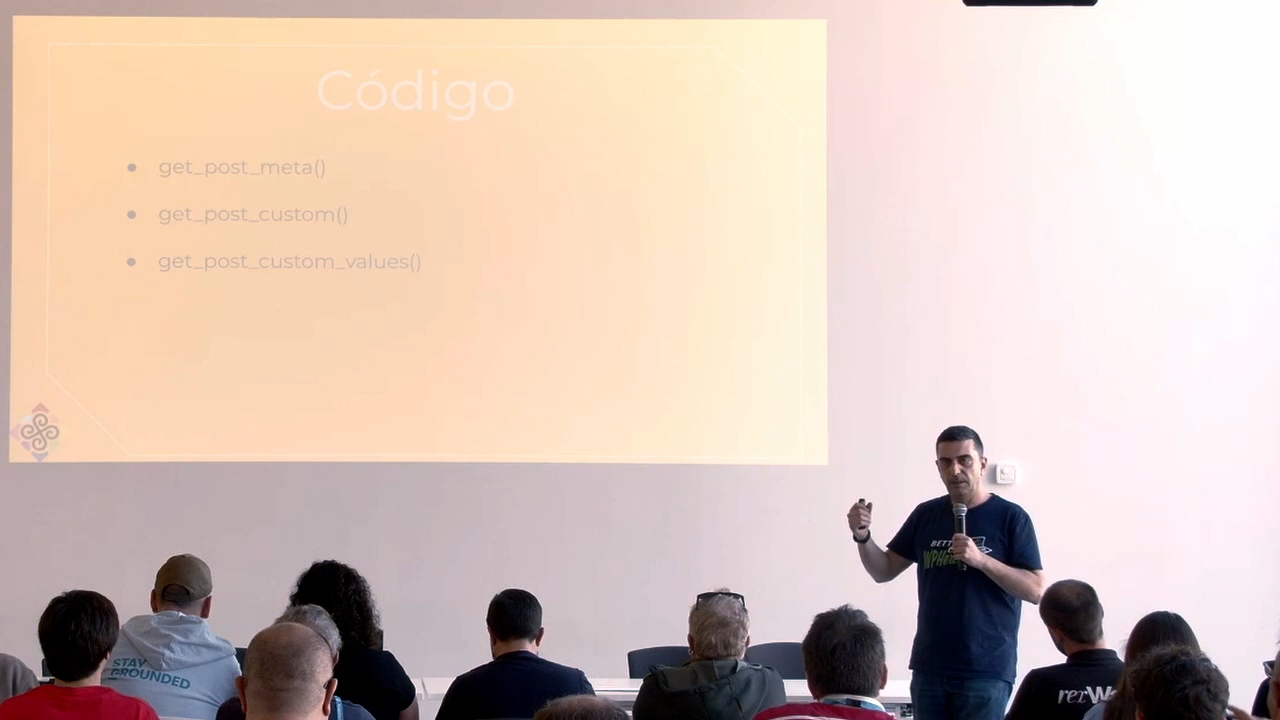 Código
get_post_meta()
get_post_custom()
get_post_custom_values()
STAY
GROUNDED